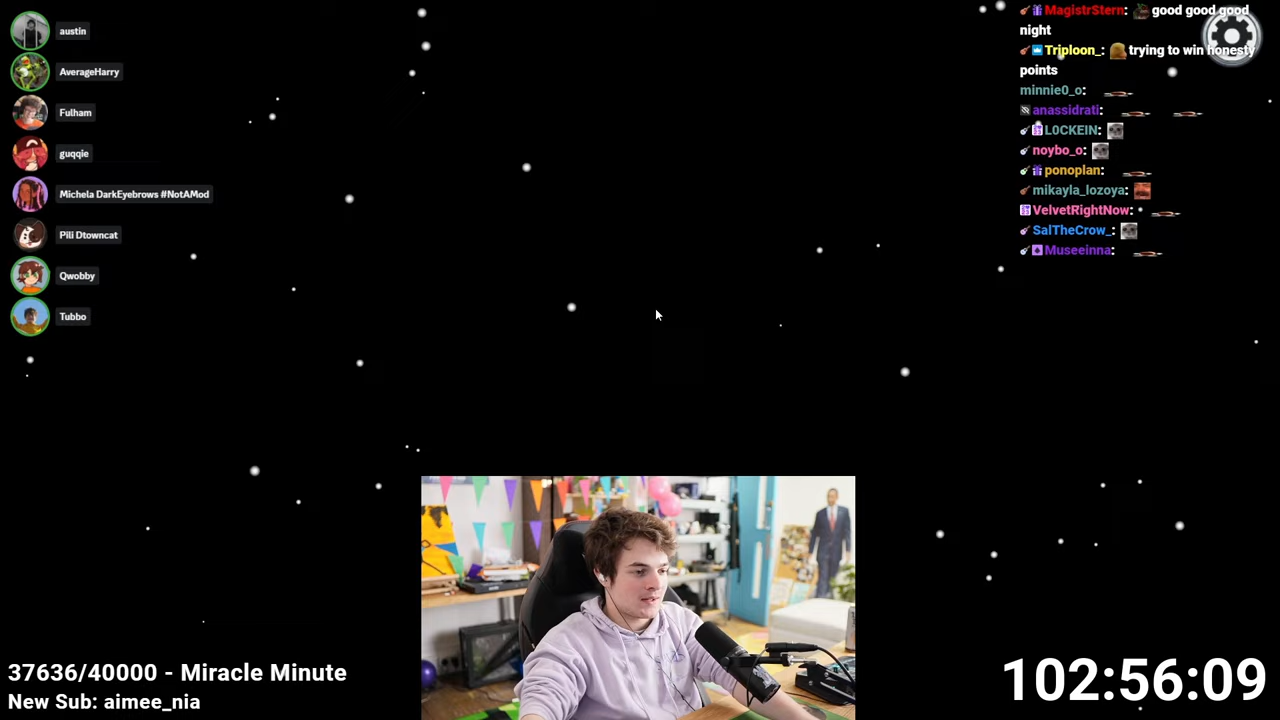 austin
AverageHarry
Fulham
guqqie
Michela DarkEyebrows #NotAMod
Pili Dtowncat
Qwobby
Tubbo
MagistrStern: good good good
night
Triploon_: trying to win honesty
points
minnie0_o:
anassidrati:
L0CKEIN:
noybo_o:
ponoplan:
mikayla_lozoya:
VelvetRightNow:
SalTheCrow_:
Museeinna:
37636/40000 - Miracle Minute
New Sub: aimee_nia
102:56:09